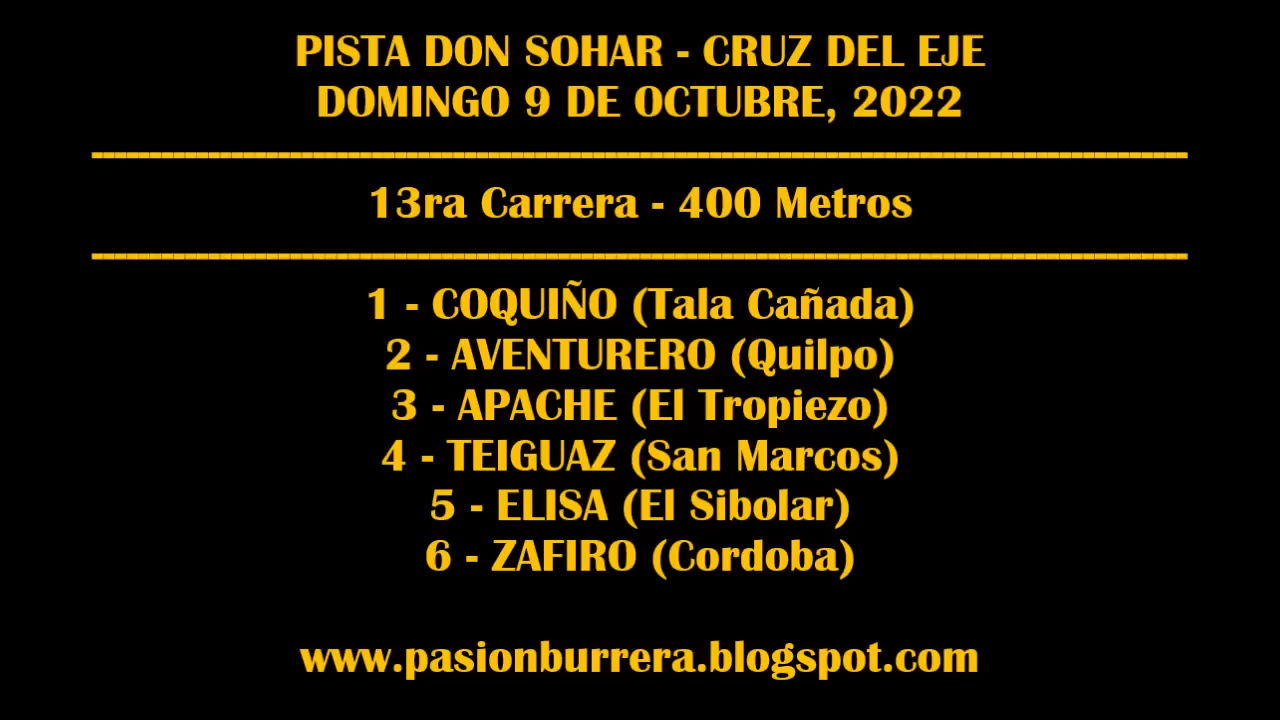 PISTA DON SOHAR - CRUZ DEL EJE
DOMINGO 9 DE OCTUBRE, 2022
13ra Carrera - 400 Metros
1 - COQUIÑO (Tala Cañada)
2 - AVENTURERO (Quilpo)
3 - APACHE (El Tropiezo)
4 - TEIGUAZ (San Marcos)
5 - ELISA (El Sibolar)
6 - ZAFIRO (Cordoba)
www.pasionburrera.blogspot.com